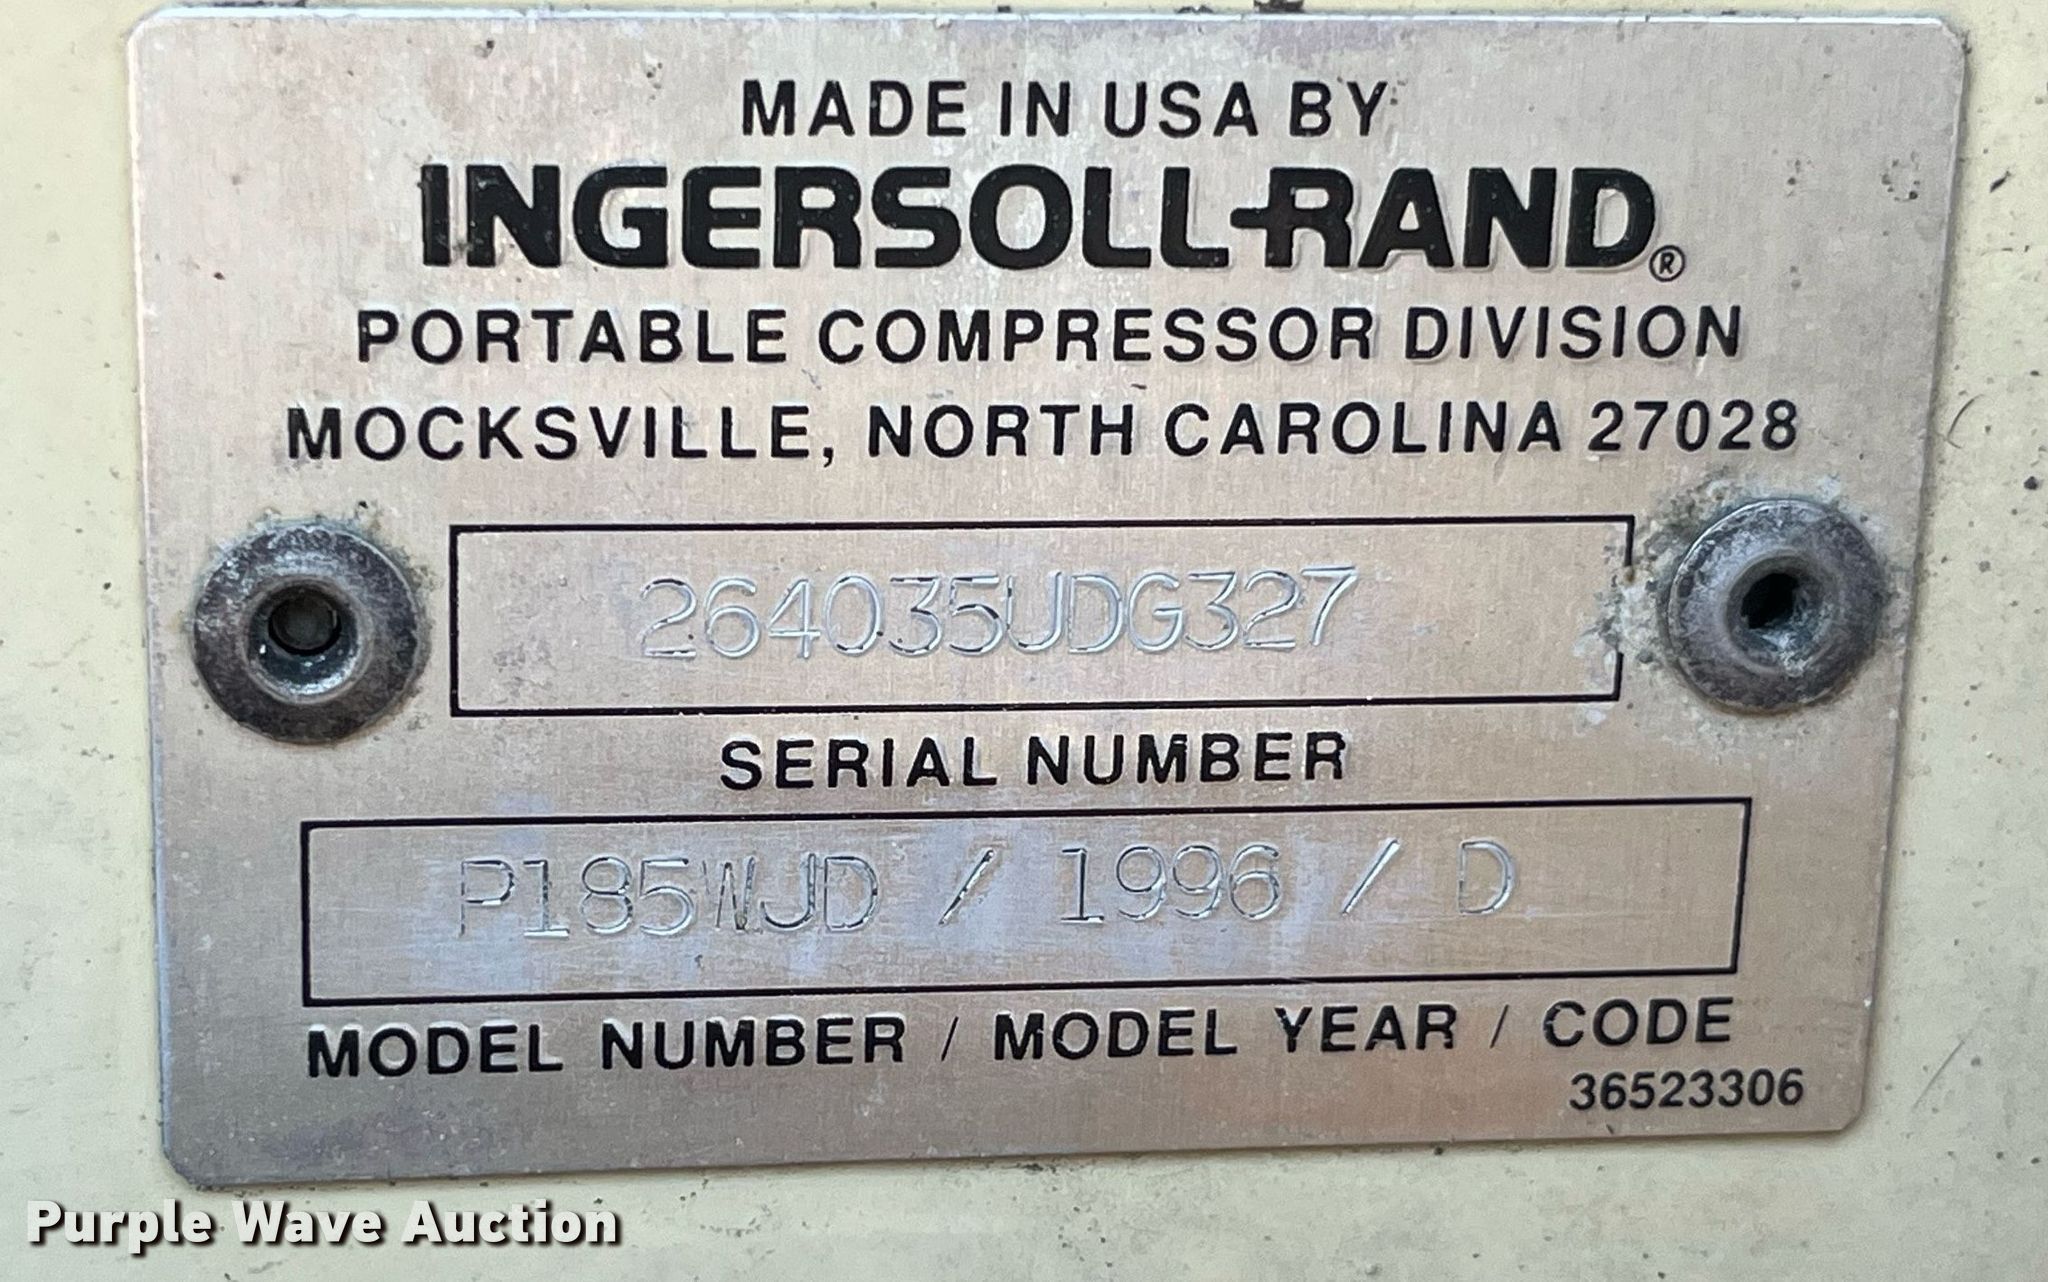 MADE IN USA BY
INGERSOLL-RAND®
PORTABLE COMPRESSOR DIVISION
MOCKSVILLE, NORTH CAROLINA 27028
264035UDG327
SERIAL NUMBER
P185WJD / 1996 / D
MODEL NUMBER / MODEL YEAR / CODE
36523306
Purple Wave Auction